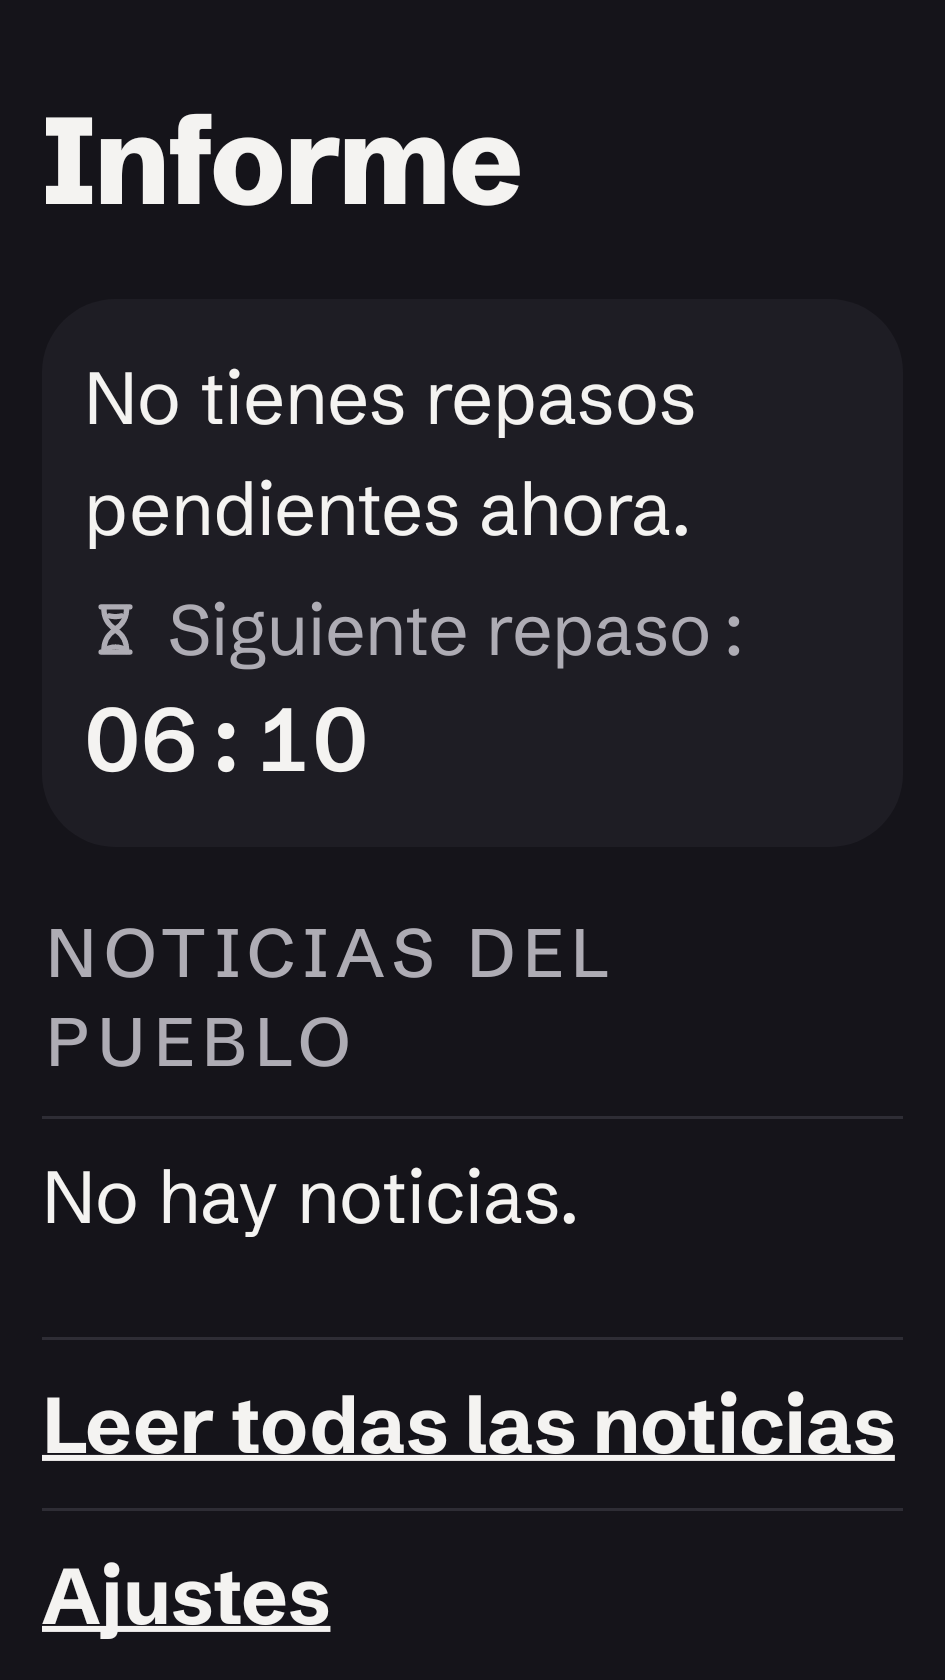 Informe
No tienes repasos
pendientes ahora.
⌛ Siguiente repaso:
06:10
NOTICIAS DEL
PUEBLO
No hay noticias.
Leer todas las noticias
Ajustes